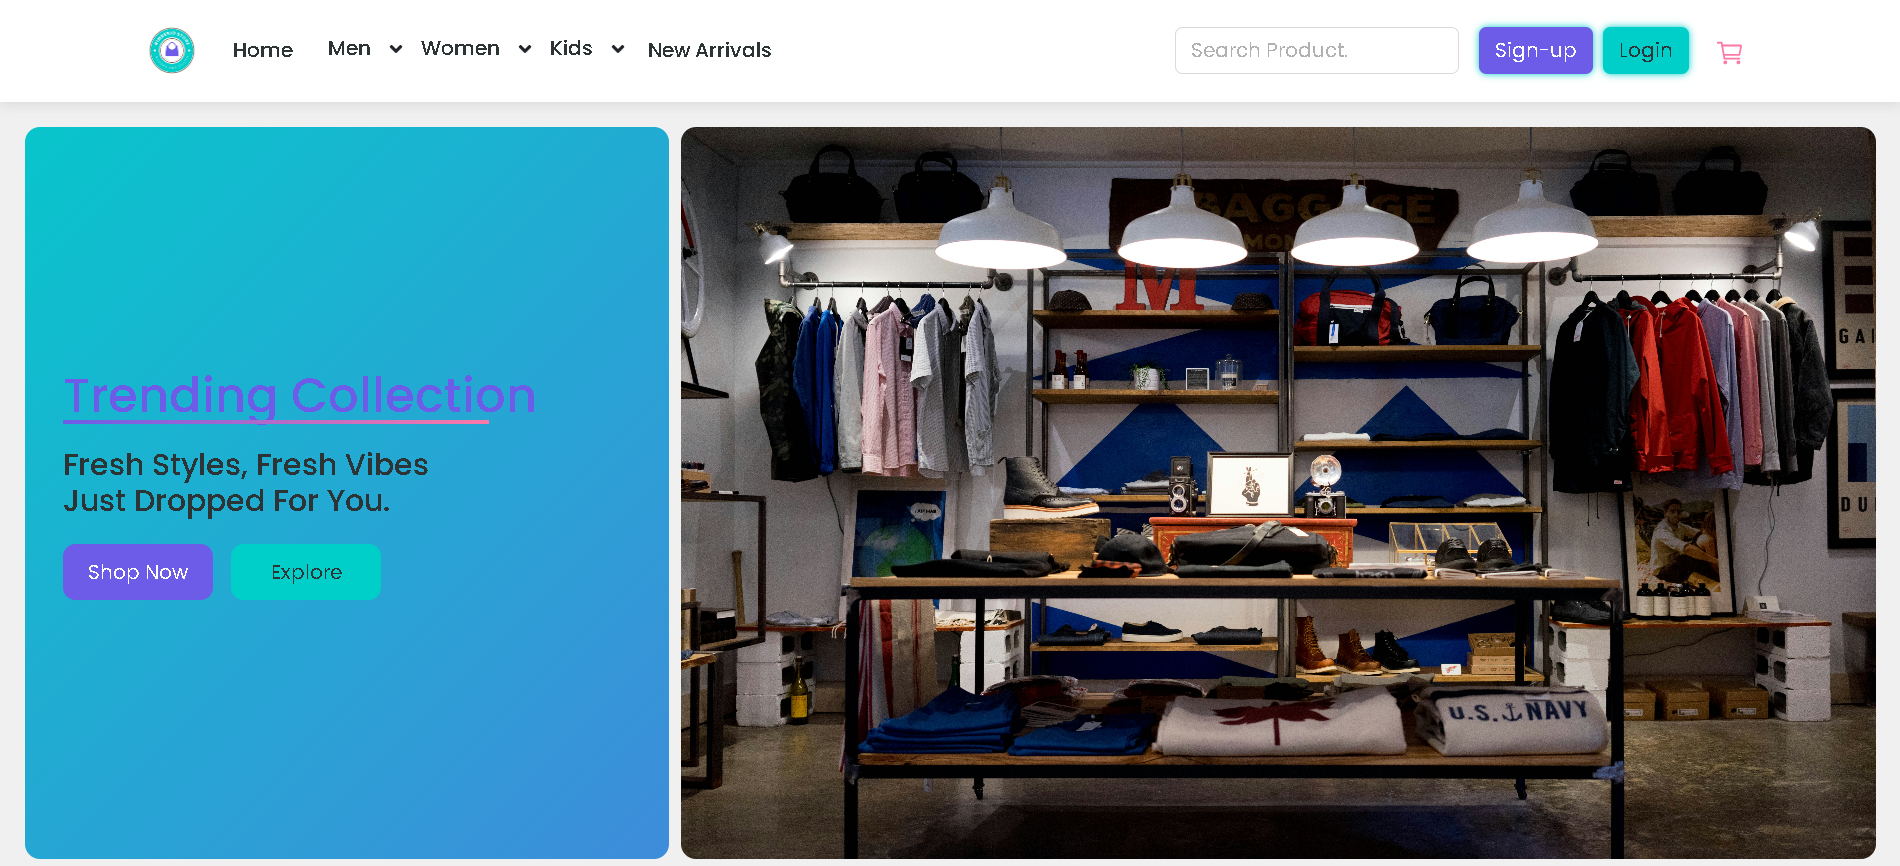 Home
Men
Women
Kids
New Arrivals
Search Product.
Sign-up
Login
Trending Collection
Fresh Styles, Fresh Vibes
Just Dropped For You.
Shop Now
Explore
BAGGAGE
M
GAI
DU
U.S. NAVY